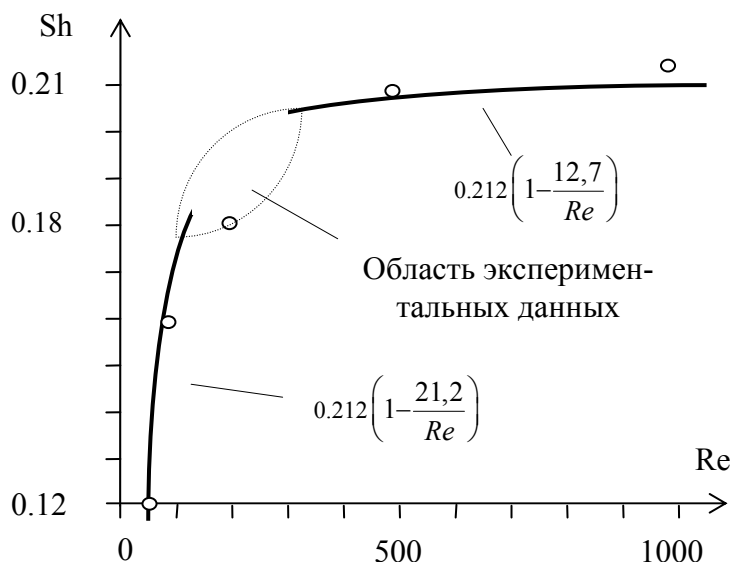 Sh
0.21
0.212(1−12,7/Re)
0.18
Область эксперимен-
тальных данных
0.212(1−21,2/Re)
Re
0.12
0
500
1000